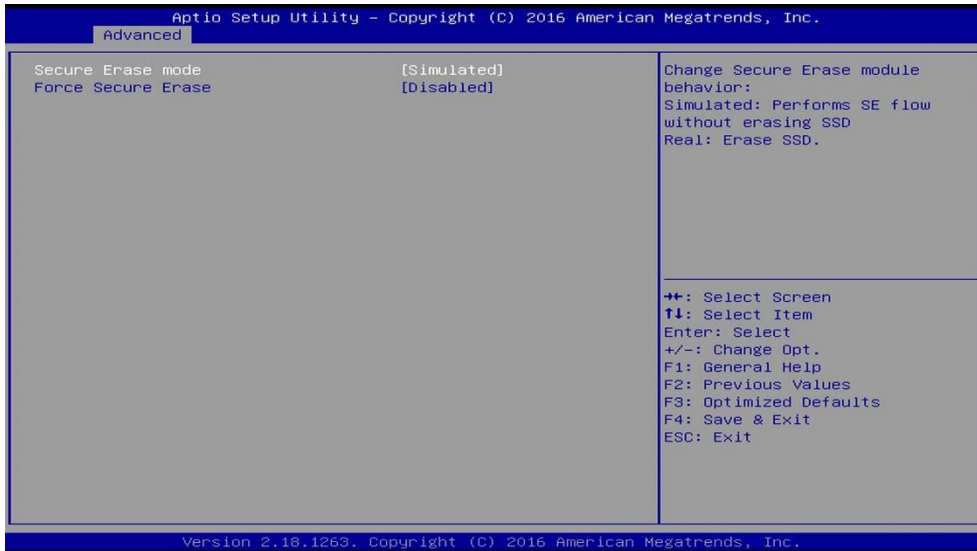 Aptio Setup Utility – Copyright (C) 2016 American Megatrends, Inc.
Advanced
Secure Erase mode [Simulated]
Force Secure Erase [Disabled]
Change Secure Erase module
behavior:
Simulated: Performs SE flow
without erasing SSD
Real: Erase SSD.
→←: Select Screen
↑↓: Select Item
Enter: Select
+/-: Change Opt.
F1: General Help
F2: Previous Values
F3: Optimized Defaults
F4: Save & Exit
ESC: Exit
Version 2.18.1263. Copyright (C) 2016 American Megatrends, Inc.